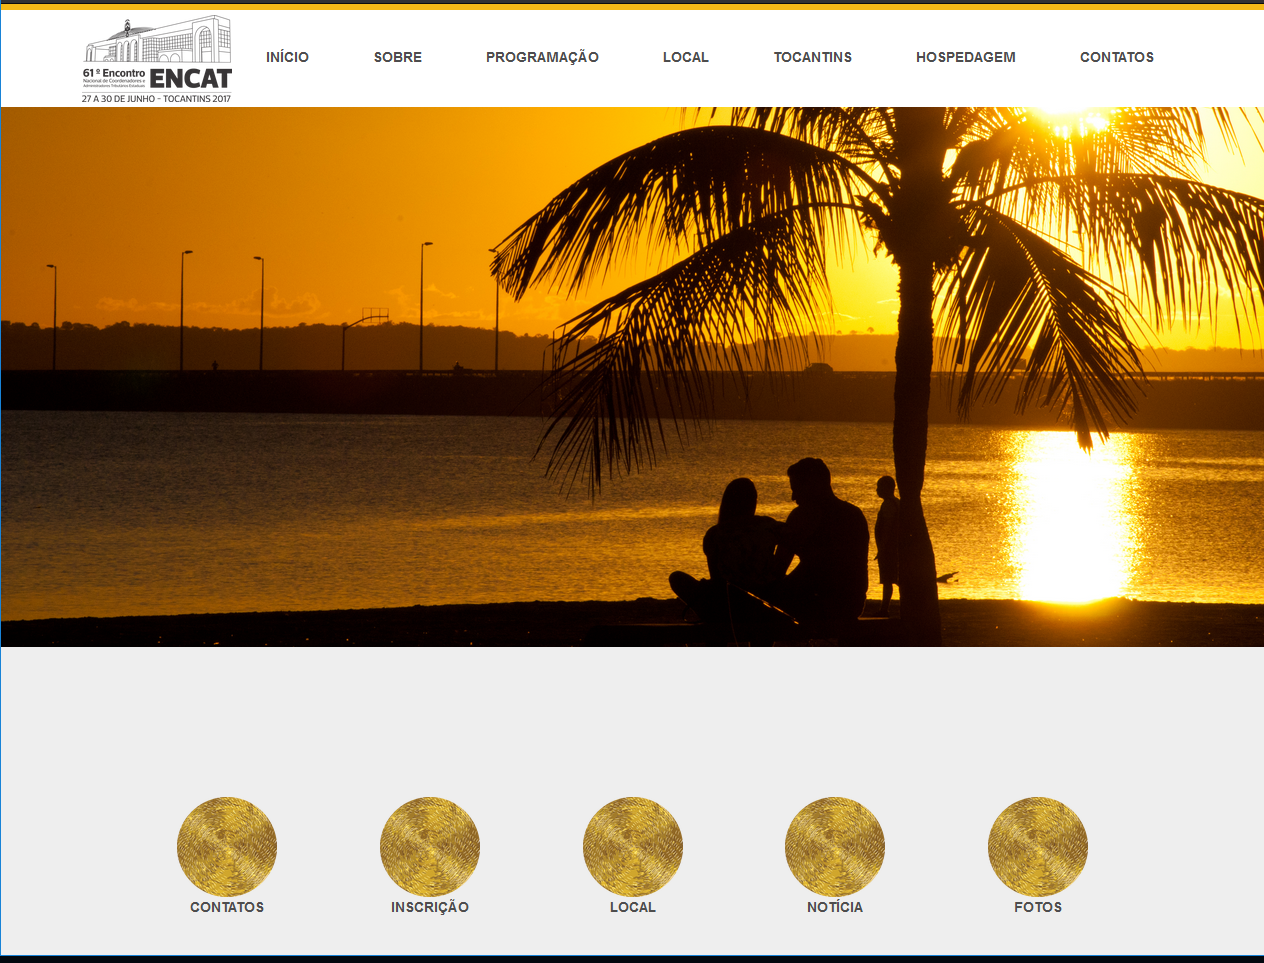 61º Encontro
Nacional de Coordenadores e
Administradores Tributários Estaduais
ENCAT
27 A 30 DE JUNHO - TOCANTINS 2017
INÍCIO
SOBRE
PROGRAMAÇÃO
LOCAL
TOCANTINS
HOSPEDAGEM
CONTATOS
CONTATOS
INSCRIÇÃO
LOCAL
NOTÍCIA
FOTOS